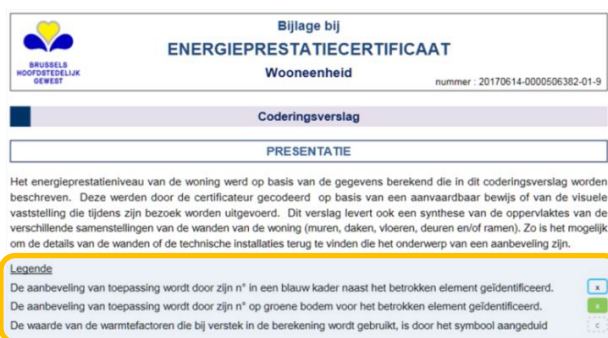 Bijlage bij
ENERGIEPRESTATIECERTIFICAAT
Wooneenheid
BRUSSELS
HOOFDSTEDELIJK
GEWEST
nummer : 20170614-0000506382-01-9
Coderingsverslag
PRESENTATIE
Het energieprestatieniveau van de woning werd op basis van de gegevens berekend die in dit coderingsverslag worden
beschreven. Deze werden door de certificateur gecodeerd op basis van een aanvaardbaar bewijs of van de visuele
vaststelling die tijdens zijn bezoek worden uitgevoerd. Dit verslag levert ook een synthese van de oppervlaktes van de
verschillende samenstellingen van de wanden van de woning (muren, daken, vloeren, deuren en/of ramen). Zo is het mogelijk
om de details van de wanden of de technische installaties terug te vinden die het onderwerp van een aanbeveling zijn.
Legende
De aanbeveling van toepassing wordt door zijn n° in een blauw kader naast het betrokken element geïdentificeerd. x
De aanbeveling van toepassing wordt door zijn n° op groene bodem voor het betrokken element geïdentificeerd. x
De waarde van de warmtefactoren die bij verstek in de berekening wordt gebruikt, is door het symbool aangeduid c